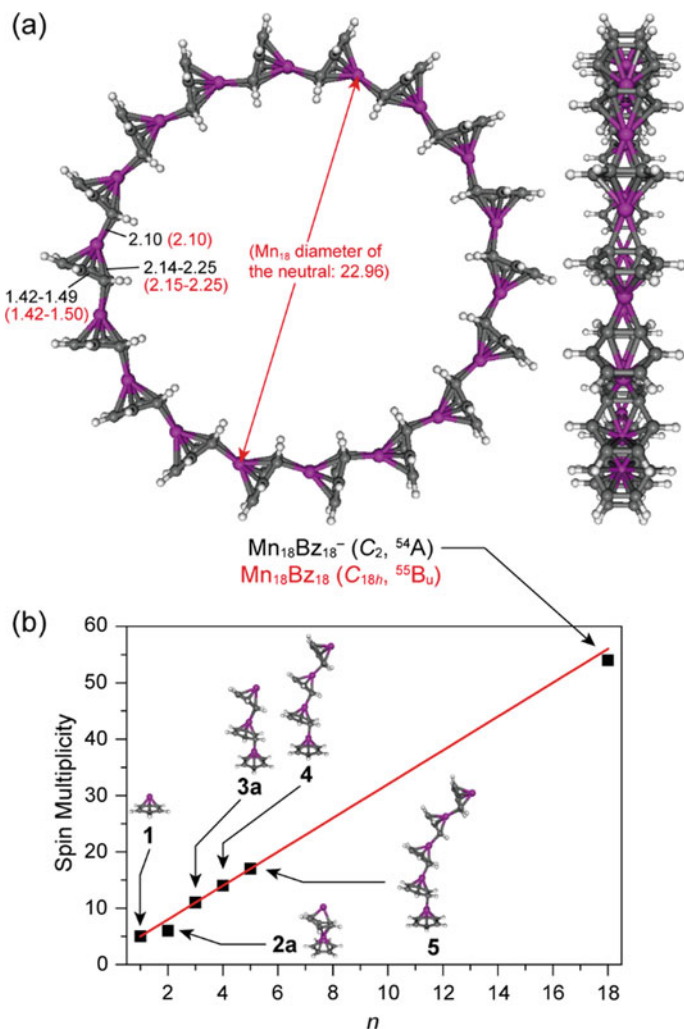 (a)
2.10 (2.10)
2.14-2.25
(2.15-2.25)
1.42-1.49
(1.42-1.50)
(Mn₁₈ diameter of
the neutral: 22.96)
Mn₁₈Bz₁₈⁻ (C₂, ⁵⁴A)
Mn₁₈Bz₁₈ (C₁₈ₕ, ⁵⁵Bᵤ)
(b)
Spin Multiplicity
60
50
40
30
20
10
0
1
3a
4
2a
5
2 4 6 8 10 12 14 16 18
n